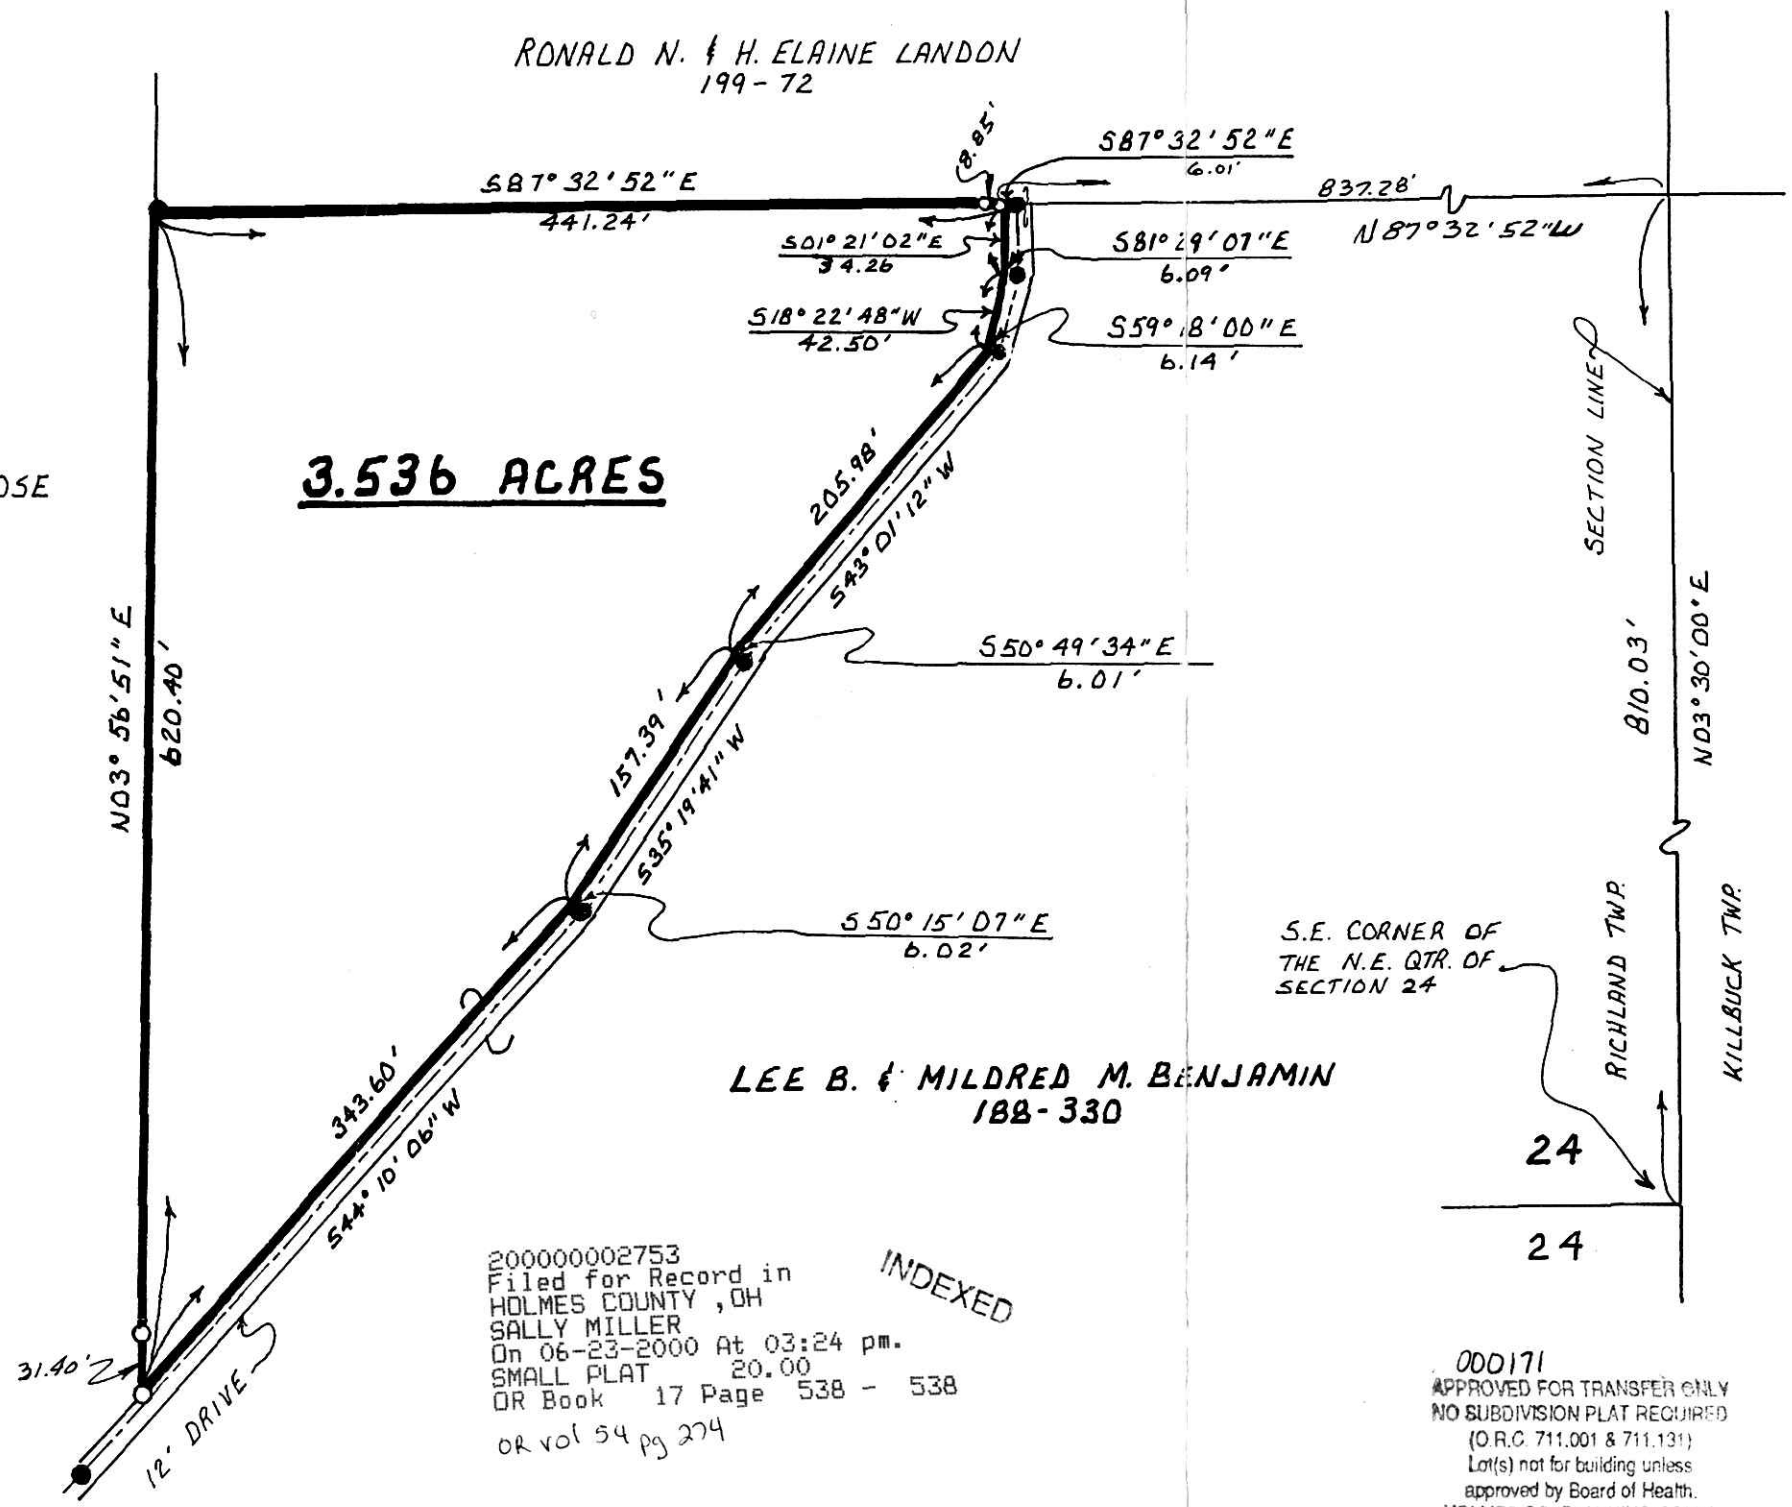 RONALD N. & H. ELAINE LANDON
199-72
8.85'
S87°32'52"E
6.01'
S87°32'52"E
441.24'
837.28'
N87°32'52"W
S01°21'02"E
34.26
S81°29'07"E
6.09'
S18°22'48"W
42.50'
S59°18'00"E
6.14'
SECTION LINE
3.536 ACRES
OSE
205.98'
S43°01'12"W
N03°56'51"E
620.40'
S50°49'34"E
6.01'
810.03'
N03°30'00"E
157.39'
S35°19'41"W
S50°15'07"E
6.02'
S.E. CORNER OF
THE N.E. QTR. OF
SECTION 24
RICHLAND TWP.
KILLBUCK TWP.
343.60'
S44°10'06"W
LEE B. & MILDRED M. BENJAMIN
188-330
24
24
31.40'
12' DRIVE
200000002753
Filed for Record in
HOLMES COUNTY ,OH
SALLY MILLER
On 06-23-2000 At 03:24 pm.
SMALL PLAT 20.00
OR Book 17 Page 538 - 538
OR vol 54 pg 274
INDEXED
000171
APPROVED FOR TRANSFER ONLY
NO SUBDIVISION PLAT REQUIRED
(O.R.C. 711.001 & 711.131)
Lot(s) not for building unless
approved by Board of Health.